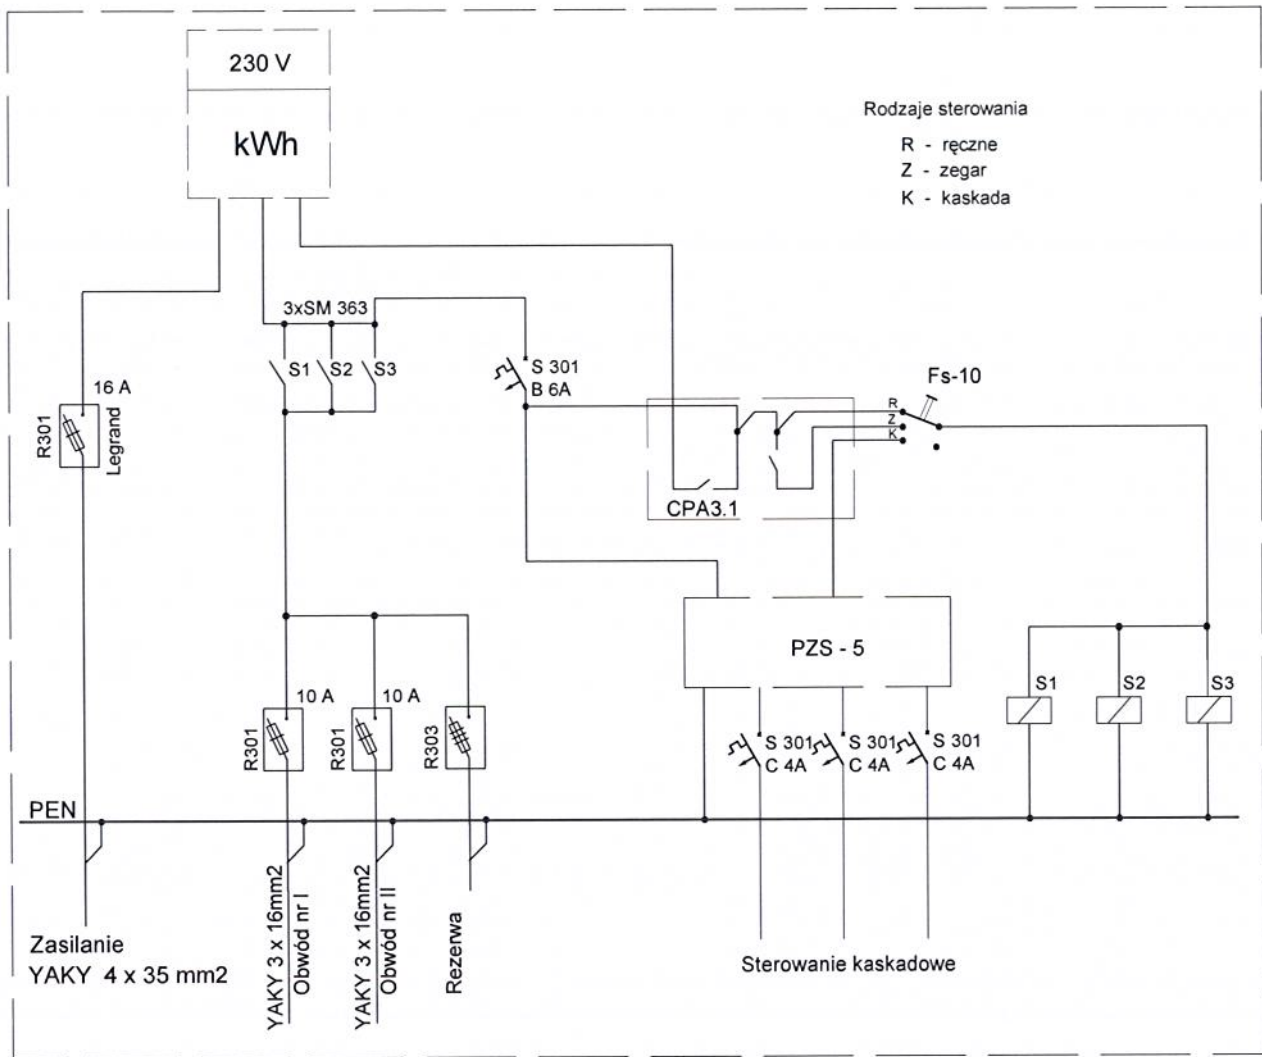 230 V
kWh
Rodzaje sterowania
R - ręczne
Z - zegar
K - kaskada
3xSM 363
S1
S2
S3
S 301
B 6A
Fs-10
16 A
R301
Legrand
R
Z
K
CPA3.1
PZS - 5
S1
S2
S3
10 A
R301
10 A
R301
R303
S 301
C 4A
S 301
C 4A
S 301
C 4A
PEN
Zasilanie
YAKY 4 x 35 mm2
YAKY 3 x 16mm2
Obwód nr I
YAKY 3 x 16mm2
Obwód nr II
Rezerwa
Sterowanie kaskadowe